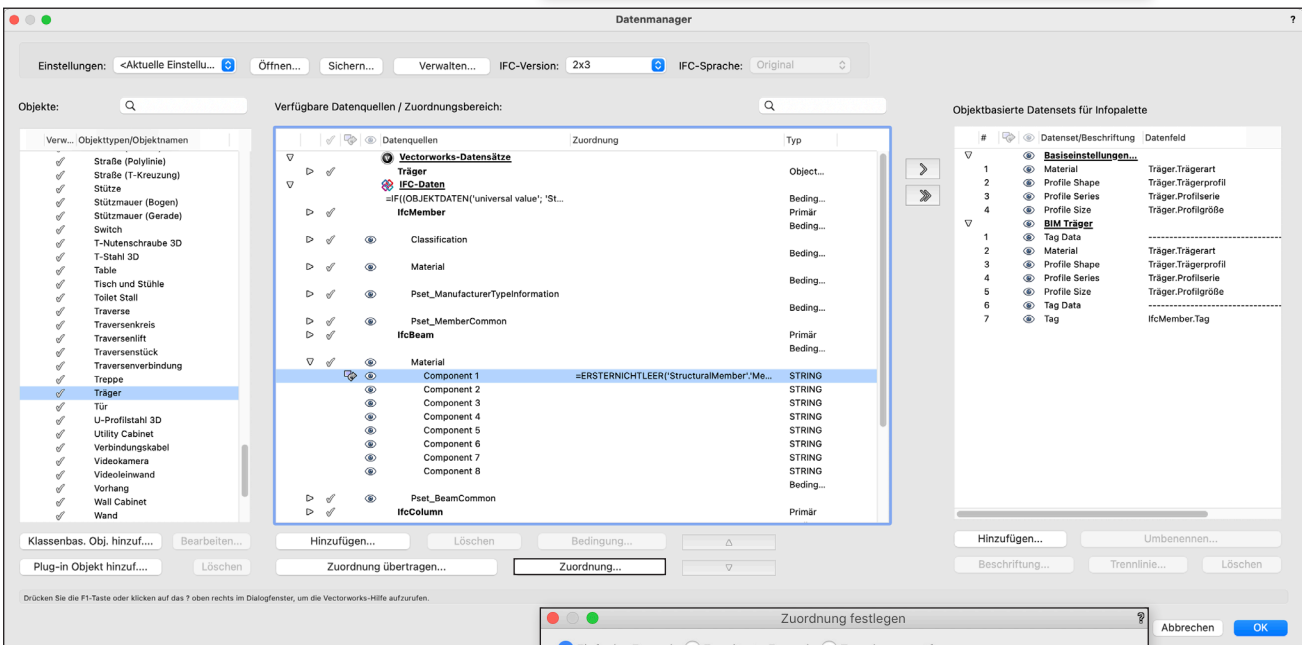 Datenmanager
?
Einstellungen: <Aktuelle Einstellu... Öffnen... Sichern... Verwalten... IFC-Version: 2x3 IFC-Sprache: Original
Objekte:
Verw... Objekttypen/Objektnamen
Straße (Polylinie)
Straße (T-Kreuzung)
Stütze
Stützmauer (Bogen)
Stützmauer (Gerade)
Switch
T-Nutenschraube 3D
T-Stahl 3D
Table
Tisch und Stühle
Toilet Stall
Traverse
Traversenkreis
Traversenlift
Traversenstück
Traversenverbindung
Treppe
Träger
Tür
U-Profilstahl 3D
Utility Cabinet
Verbindungskabel
Videokamera
Videoleinwand
Vorhang
Wall Cabinet
Wand
Klassenbas. Obj. hinzuf.... Bearbeiten...
Plug-in Objekt hinzuf.... Löschen
Verfügbare Datenquellen / Zuordnungsbereich:
Datenquellen Zuordnung Typ
Vectorworks-Datensätze
Träger Object...
IFC-Daten
=IF((OBJEKTDATEN('universal value'; 'St... Beding...
IfcMember Primär
Beding...
Classification
Beding...
Material
Beding...
Pset_ManufacturerTypeInformation
Beding...
Pset_MemberCommon
IfcBeam Primär
Beding...
Material
Component 1 =ERSTERNICHTLEER('StructuralMember'.'Me... STRING
Component 2 STRING
Component 3 STRING
Component 4 STRING
Component 5 STRING
Component 6 STRING
Component 7 STRING
Component 8 STRING
Beding...
Pset_BeamCommon
IfcColumn Primär
Hinzufügen... Löschen Bedingung...
Zuordnung übertragen... Zuordnung...
Objektbasierte Datensets für Infopalette
# Datenset/Beschriftung Datenfeld
Basiseinstellungen...
1 Material Träger.Trägerart
2 Profile Shape Träger.Trägerprofil
3 Profile Series Träger.Profilserie
4 Profile Size Träger.Profilgröße
BIM Träger
1 Tag Data ----------------------------
2 Material Träger.Trägerart
3 Profile Shape Träger.Trägerprofil
4 Profile Series Träger.Profilserie
5 Profile Size Träger.Profilgröße
6 Tag Data ----------------------------
7 Tag IfcMember.Tag
Hinzufügen... Umbenennen...
Beschriftung... Trennlinie... Löschen
Drücken Sie die F1-Taste oder klicken auf das ? oben rechts im Dialogfenster, um die Vectorworks-Hilfe aufzurufen.
Zuordnung festlegen ?
Abbrechen OK